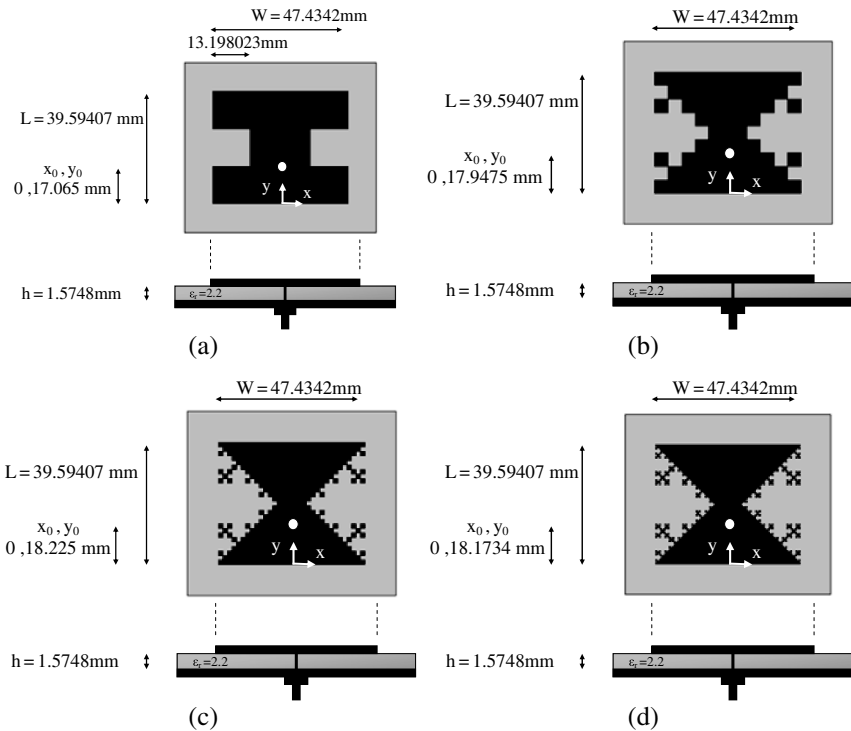 W = 47.4342mm
13.198023mm
L = 39.59407 mm
x₀ , y₀
0 ,17.065 mm
y
x
h = 1.5748mm
εᵣ=2.2
(a)
W = 47.4342mm
L = 39.59407 mm
x₀ , y₀
0 ,17.9475 mm
y
x
h = 1.5748mm
εᵣ=2.2
(b)
W = 47.4342mm
L = 39.59407 mm
x₀ , y₀
0 ,18.225 mm
y
x
h = 1.5748mm
εᵣ=2.2
(c)
W = 47.4342mm
L = 39.59407 mm
x₀ , y₀
0 ,18.1734 mm
y
x
h = 1.5748mm
εᵣ=2.2
(d)